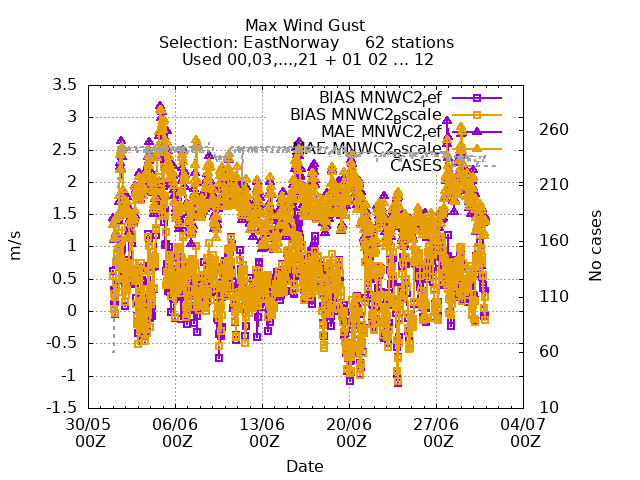 Max Wind Gust
Selection: EastNorway     62 stations
Used 00,03,...,21 + 01 02 ... 12
3.5
3
2.5
2
1.5
1
0.5
0
-0.5
-1
-1.5
m/s
BIAS MNWC2_ref
BIAS MNWC2_Bscale
MAE MNWC2_ref
MAE MNWC2_Bscale
CASES
260
210
160
110
60
10
No cases
30/05 06/06 13/06 20/06 27/06 04/07
00Z 00Z 00Z 00Z 00Z 00Z
Date